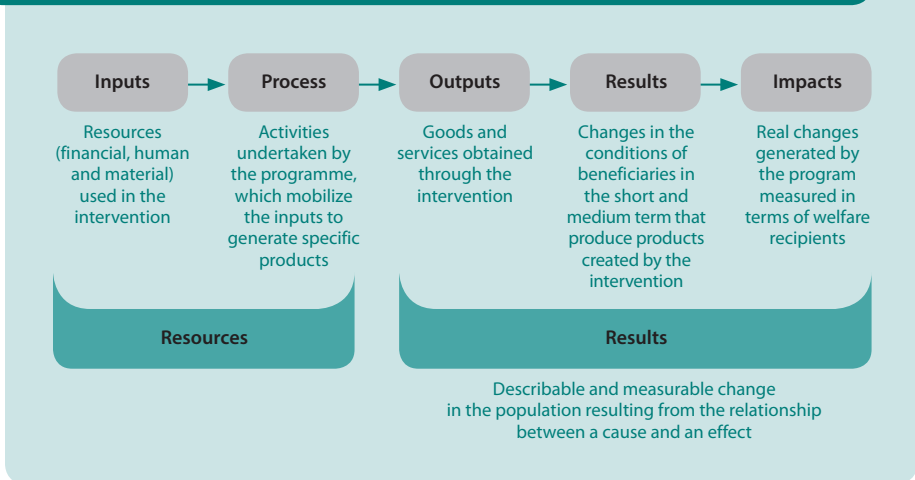 Inputs
Process
Outputs
Results
Impacts
Resources
(financial, human
and material)
used in the
intervention
Activities
undertaken by
the programme,
which mobilize
the inputs to
generate specific
products
Goods and
services obtained
through the
intervention
Changes in the
conditions of
beneficiaries in
the short and
medium term that
produce products
created by the
intervention
Real changes
generated by
the program
measured in
terms of welfare
recipients
Resources
Results
Describable and measurable change
in the population resulting from the relationship
between a cause and an effect